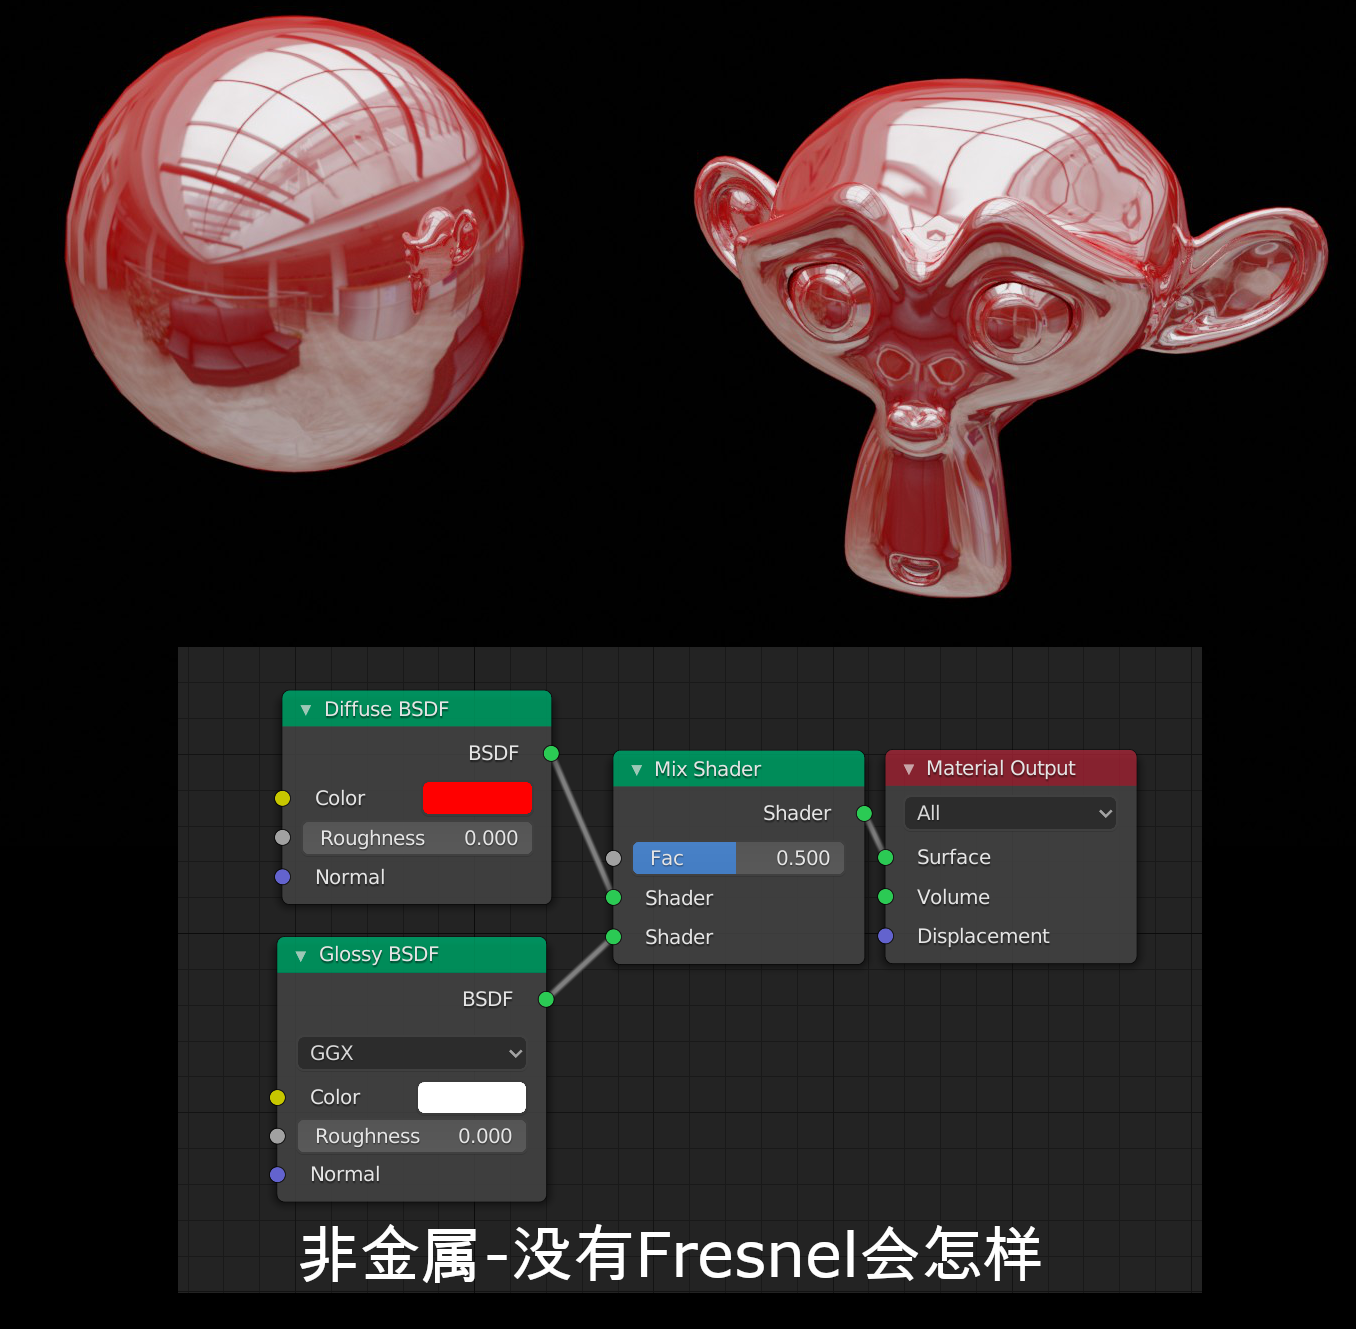 Diffuse BSDF
BSDF
Color
Roughness 0.000
Normal
Glossy BSDF
BSDF
GGX
Color
Roughness 0.000
Normal
Mix Shader
Shader
Fac 0.500
Shader
Shader
Material Output
All
Surface
Volume
Displacement
非金属-没有Fresnel会怎样